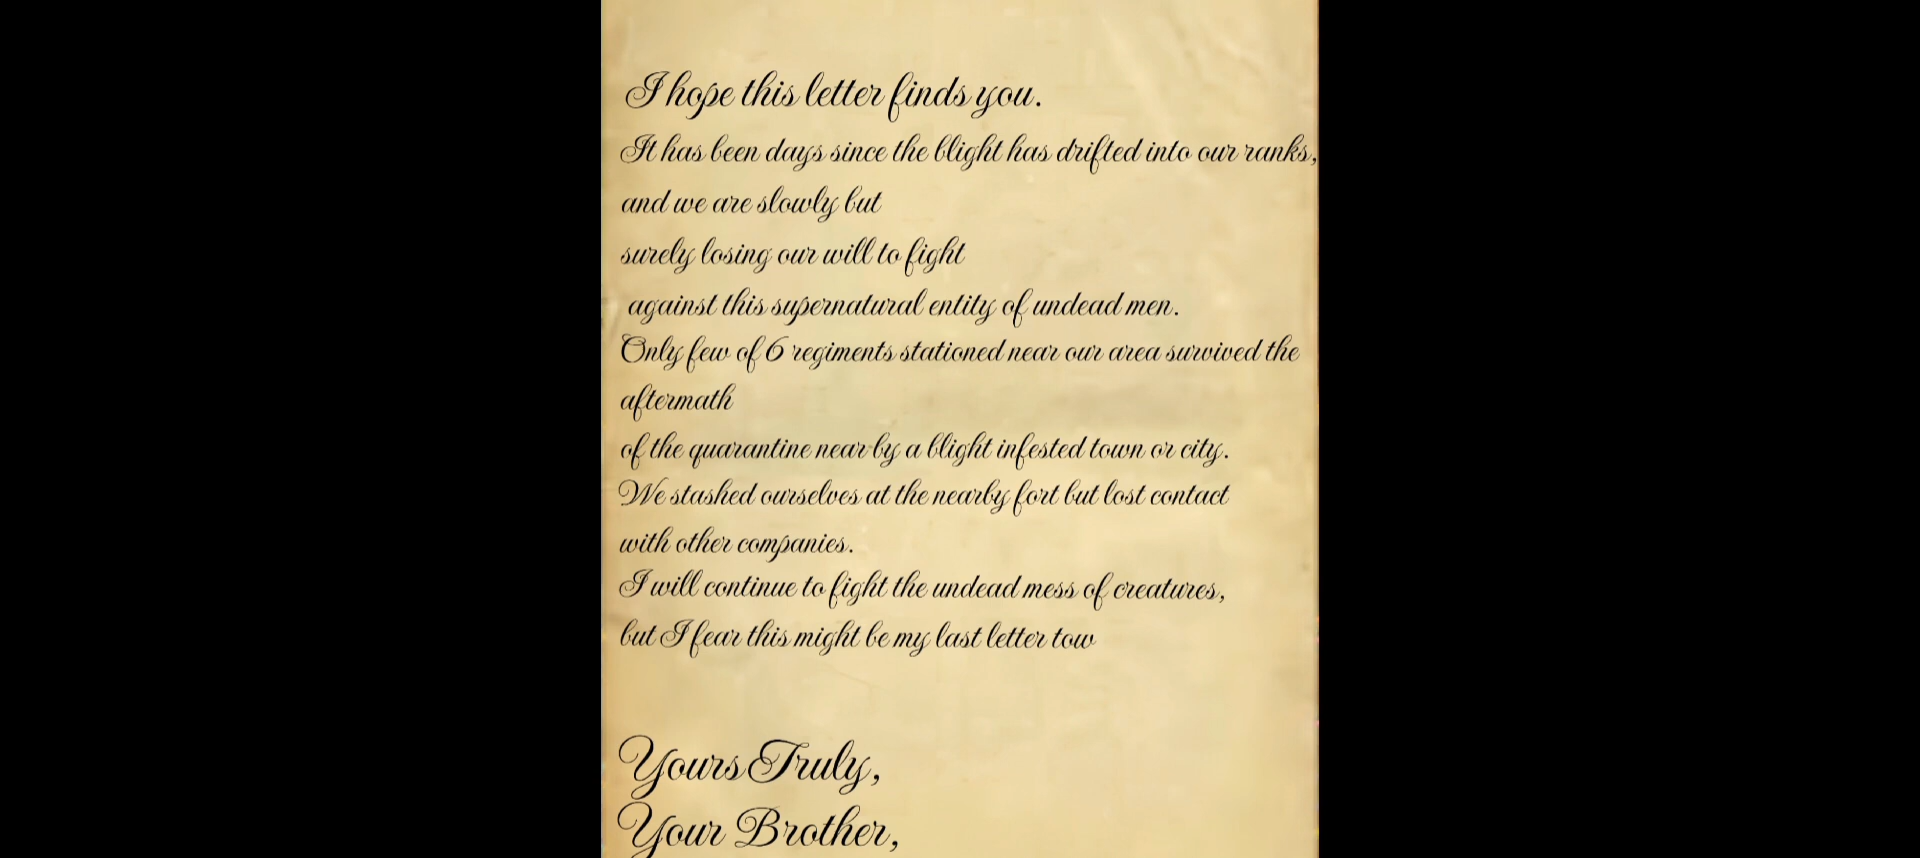 I hope this letter finds you.
It has been days since the blight has drifted into our ranks,
and we are slowly but
surely losing our will to fight
against this supernatural entity of undead men.
Only few of 6 regiments stationed near our area survived the
aftermath
of the quarantine near by a blight infested town or city.
We stashed ourselves at the nearby fort but lost contact
with other companies.
I will continue to fight the undead mess of creatures,
but I fear this might be my last letter tow
Yours Truly,
Your Brother,